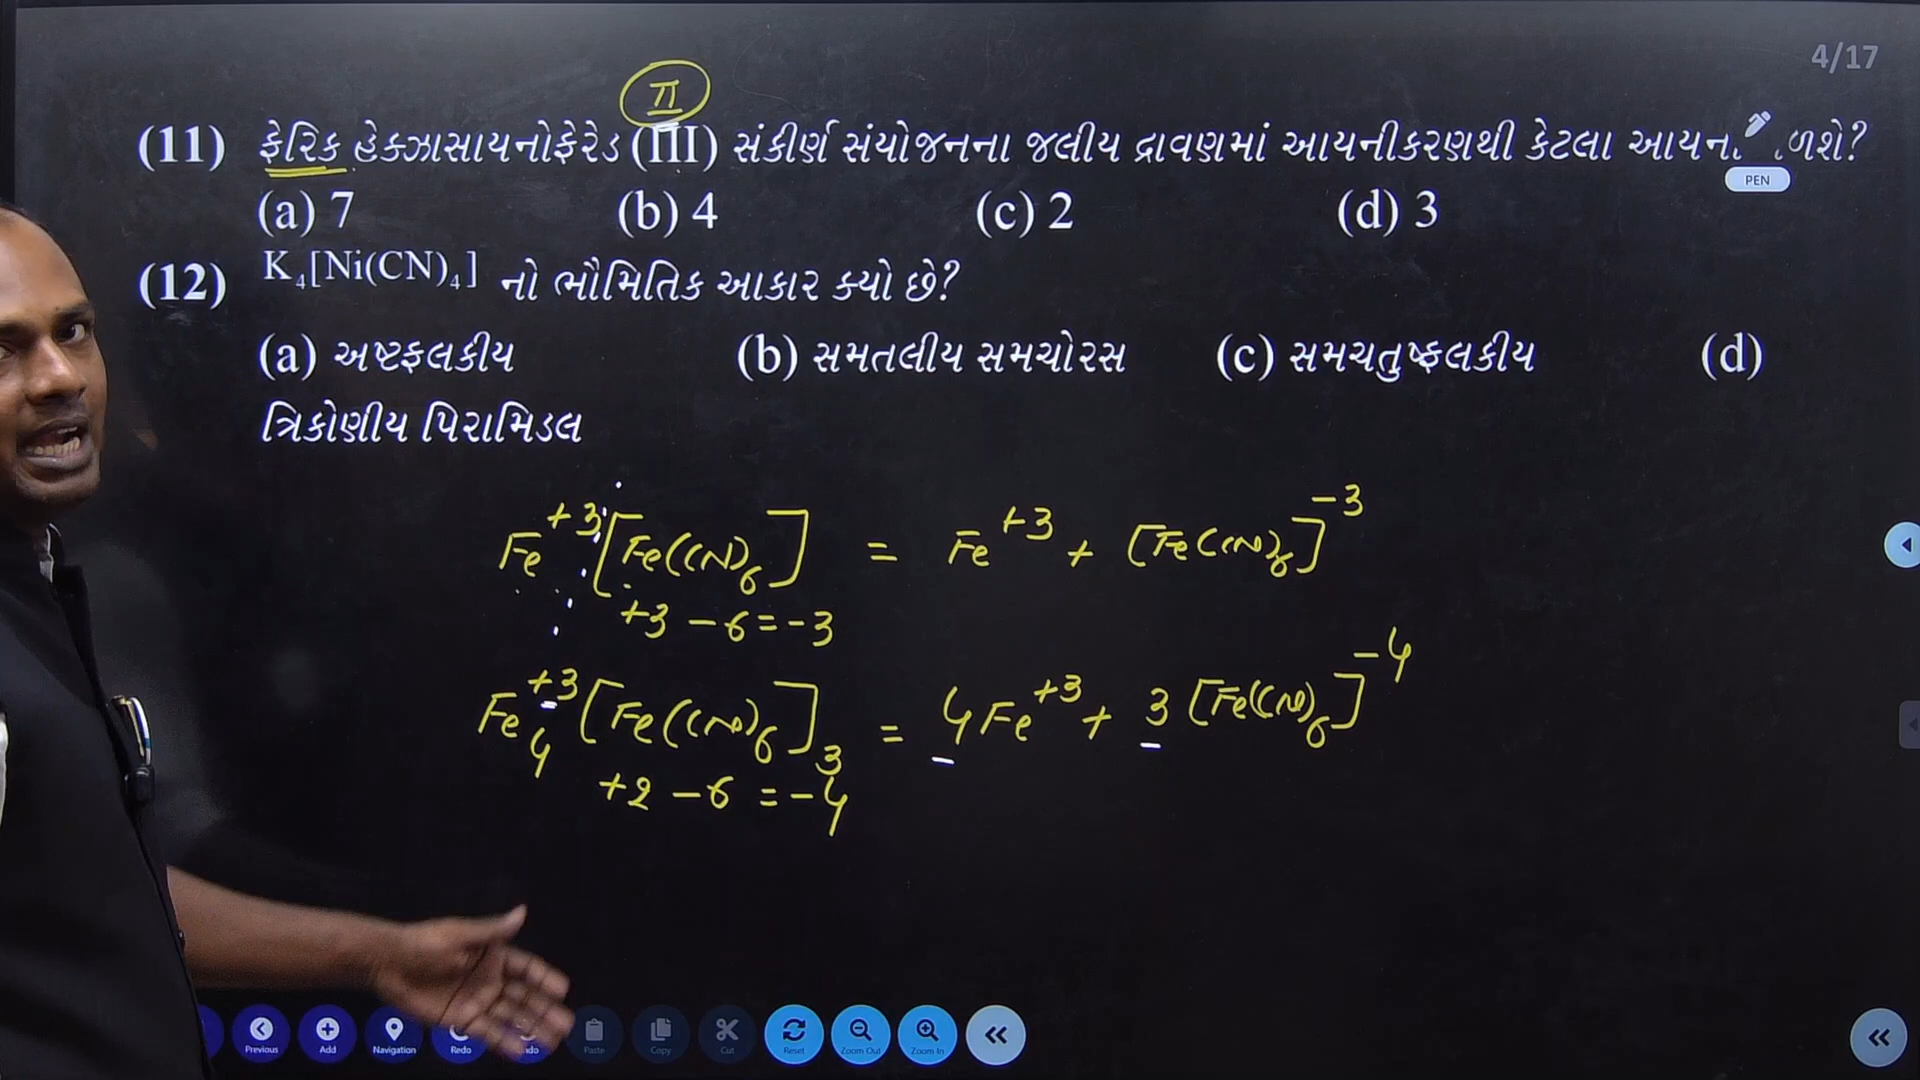 4/17
II
(11) ફેરિક હેક્ઝાસાયનોફેરેડ (III) સંકીર્ણ સંયોજનના જલીય દ્રાવણમાં આયનીકરણથી કેટલા આયન ળશે?
PEN
(a) 7 (b) 4 (c) 2 (d) 3
(12) K₄[Ni(CN)₄] નો ભૌમિતિક આકાર ક્યો છે?
(a) અષ્ટફલકીય (b) સમતલીય સમચોરસ (c) સમચતુષ્ફલકીય (d)
ત્રિકોણીય પિરામિડલ
Fe⁺³[Fe(CN)₆] = Fe⁺³ + [Fe(CN)₆]⁻³
+3 - 6 = -3
Fe₄⁺³[Fe(CN)₆]₃ = 4Fe⁺³ + 3[Fe(CN)₆]⁻⁴
+2 - 6 = -4
Previous Add Navigation Redo Paste Copy Cut Reset Zoom Out Zoom In